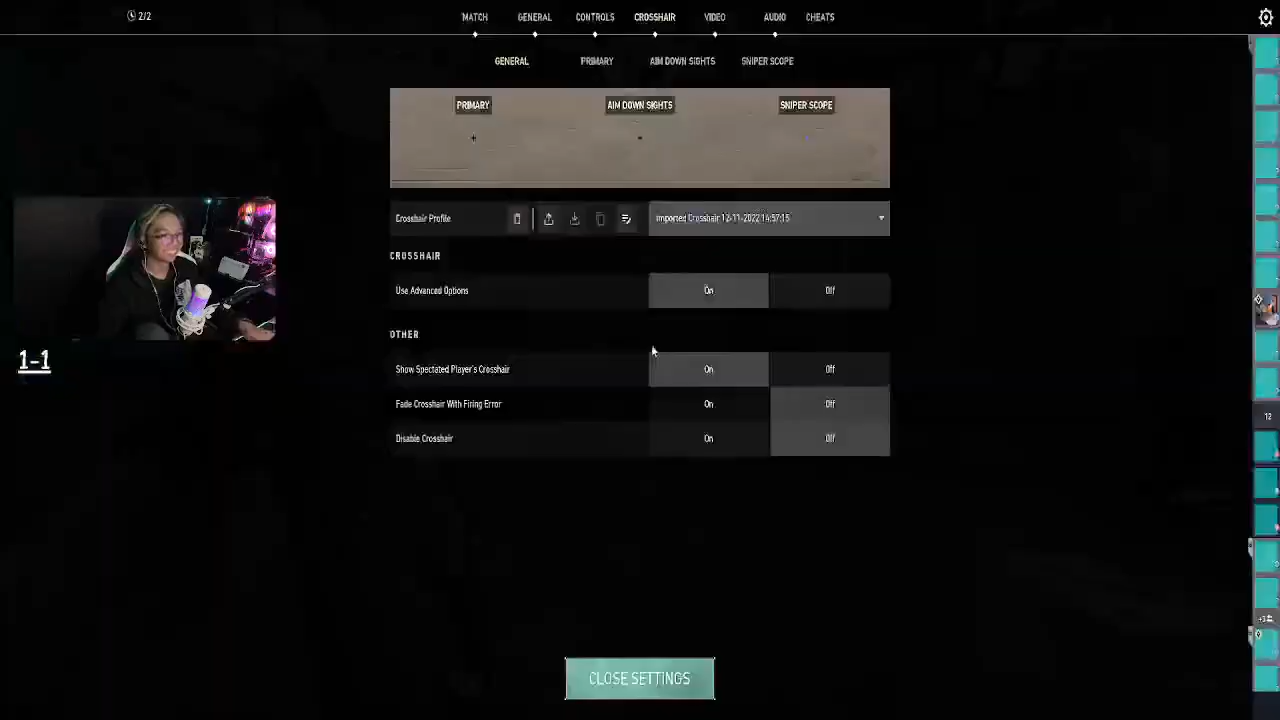 2/2
MATCH GENERAL CONTROLS CROSSHAIR VIDEO AUDIO CHEATS
GENERAL PRIMARY AIM DOWN SIGHTS SNIPER SCOPE
PRIMARY AIM DOWN SIGHTS SNIPER SCOPE
Crosshair Profile Imported Crosshair 12-11-2022 14:57:15
CROSSHAIR
Use Advanced Options On Off
OTHER
1-1
Show Spectated Player's Crosshair On Off
Fade Crosshair With Firing Error On Off
Disable Crosshair On Off
12
+3
CLOSE SETTINGS